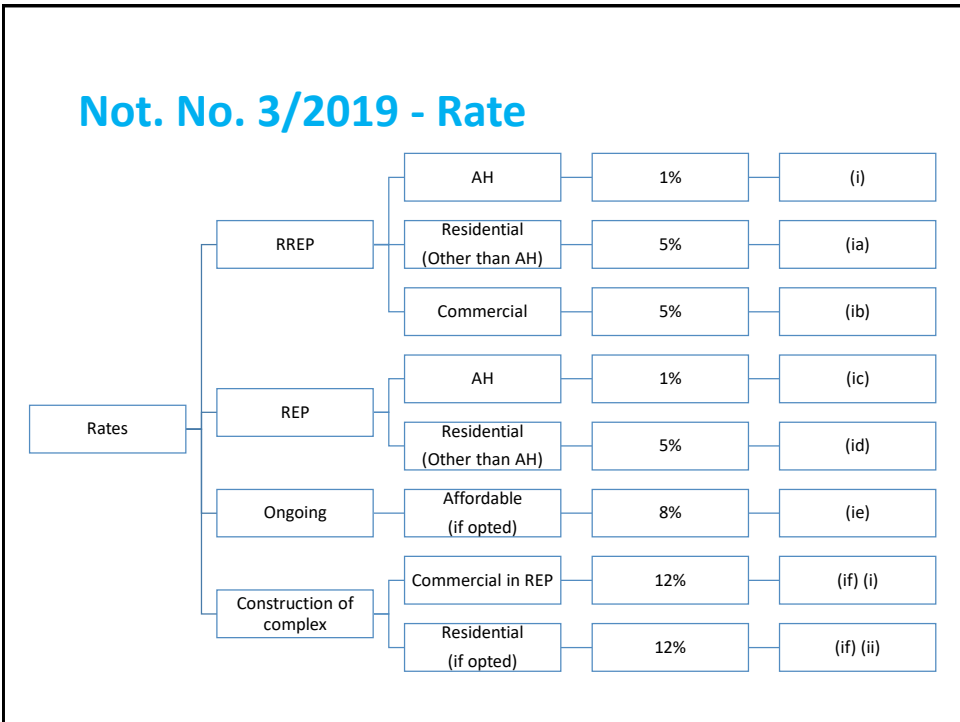 Not. No. 3/2019 - Rate
Rates
RREP
AH
1%
(i)
Residential
(Other than AH)
5%
(ia)
Commercial
5%
(ib)
REP
AH
1%
(ic)
Residential
(Other than AH)
5%
(id)
Ongoing
Affordable
(if opted)
8%
(ie)
Construction of
complex
Commercial in REP
12%
(if) (i)
Residential
(if opted)
12%
(if) (ii)